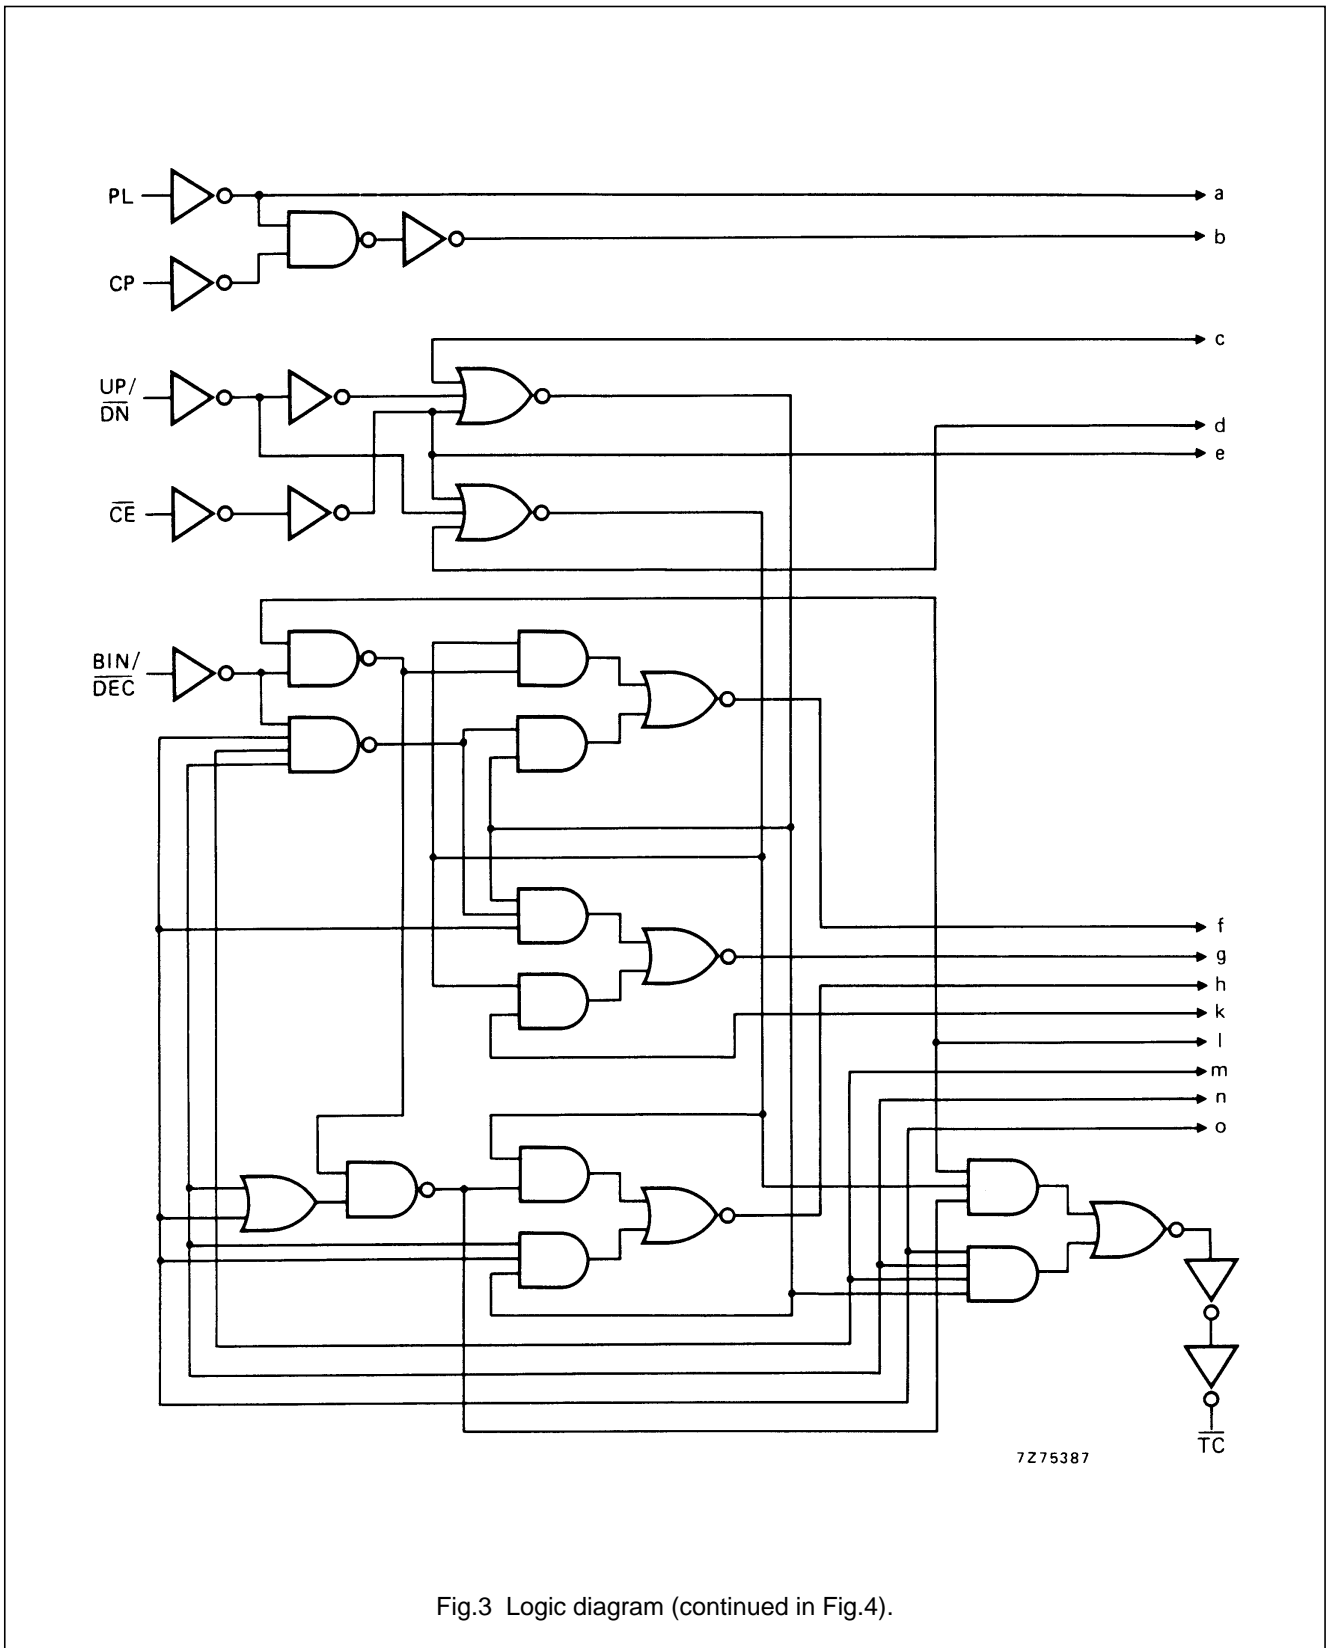 PL
a
b
CP
c
UP/
DN
d
e
CE
BIN/
DEC
f
g
h
k
l
m
n
o
TC
7Z75387
Fig.3 Logic diagram (continued in Fig.4).